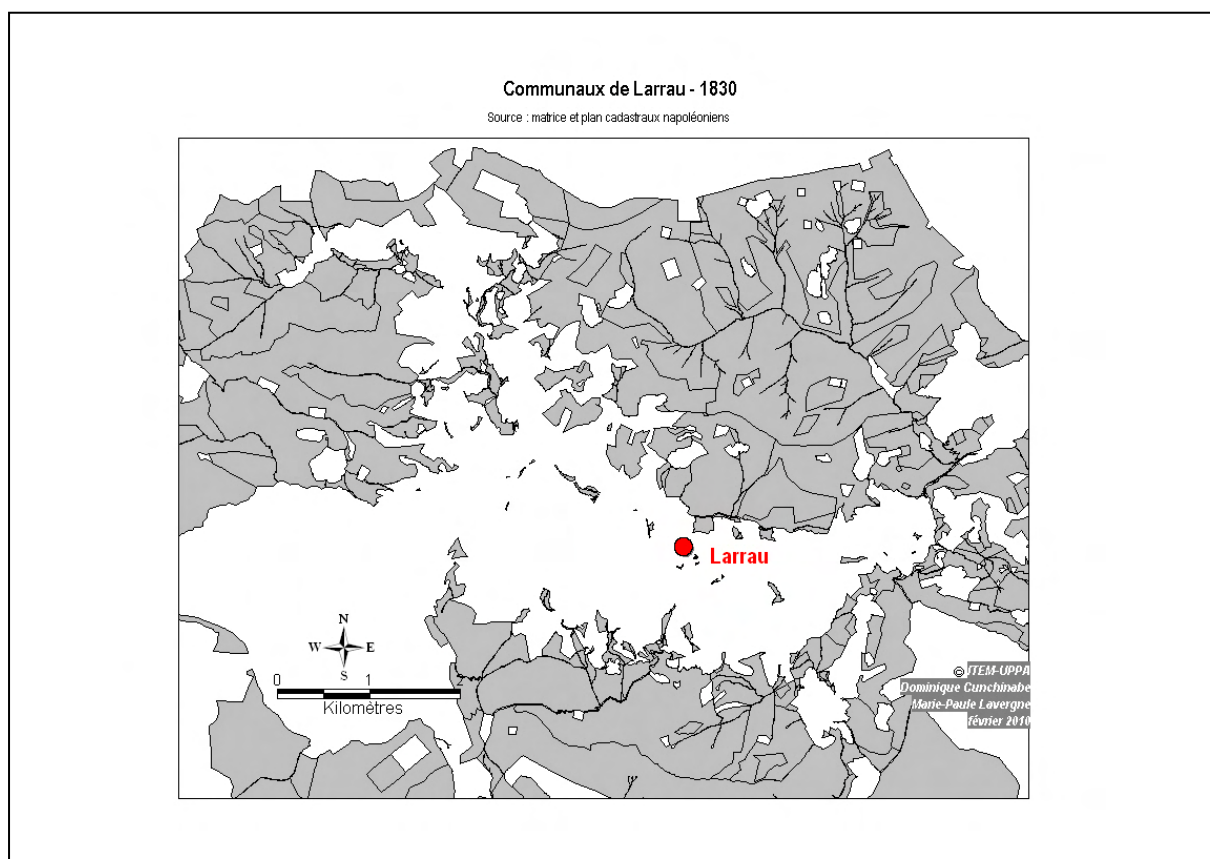 Communaux de Larrau - 1830
Source : matrice et plan cadastraux napoléoniens
Larrau
N
W E
S
0 1 2
Kilomètres
© ITEM-UPPA
Dominique Cunchinabe
Marie-Paule Lavergne
février 2010